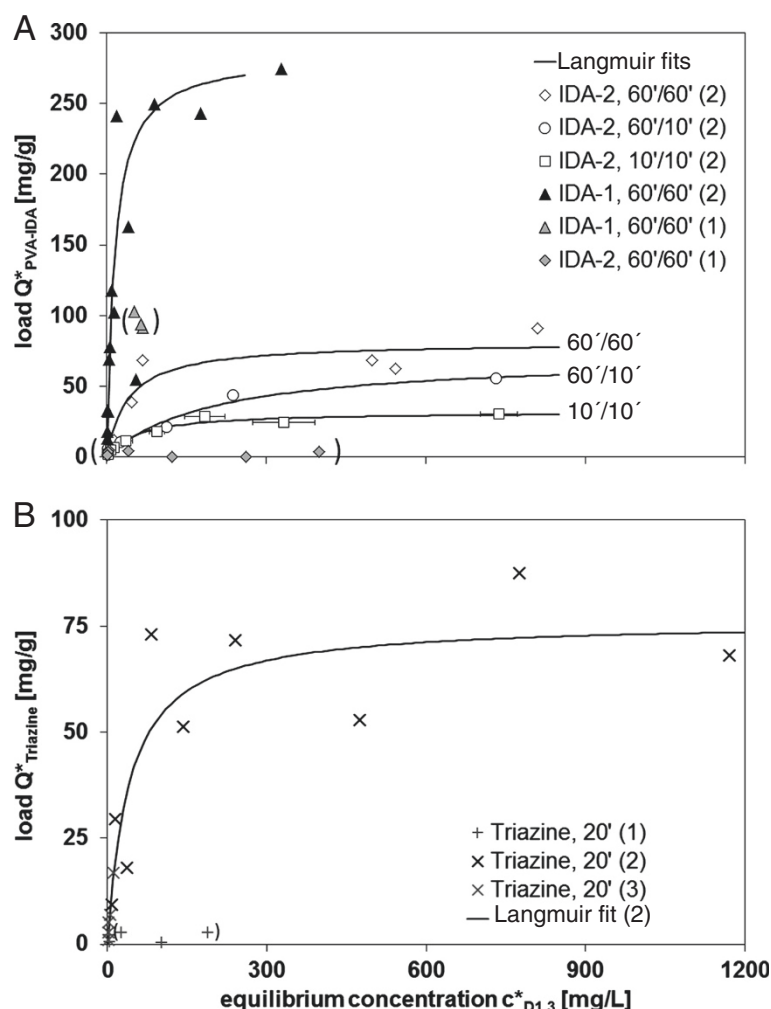 A
300
250
200
150
100
50
0
load Q*PVA-IDA [mg/g]
Langmuir fits
IDA-2, 60'/60' (2)
IDA-2, 60'/10' (2)
IDA-2, 10'/10' (2)
IDA-1, 60'/60' (2)
IDA-1, 60'/60' (1)
IDA-2, 60'/60' (1)
( )
60´/60´
60´/10´
10´/10´
( )
B
100
75
50
25
0
load Q*Triazine [mg/g]
Triazine, 20' (1)
Triazine, 20' (2)
Triazine, 20' (3)
Langmuir fit (2)
( )
0 300 600 900 1200
equilibrium concentration c*D1.3 [mg/L]